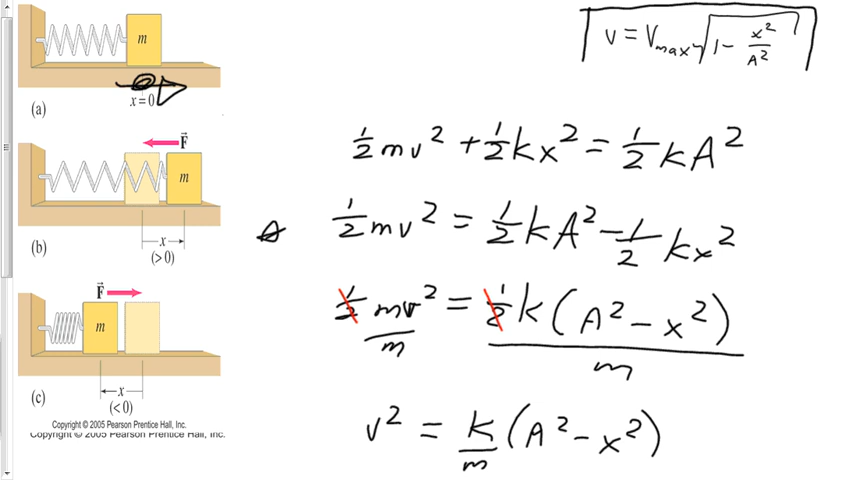 m
x=0
(a)
F⃗
m
x
(>0)
(b)
F⃗
m
x
(<0)
(c)
Copyright © 2005 Pearson Prentice Hall, Inc.
Copyright © 2005 Pearson Prentice Hall, Inc.
v = Vmax √(1 - x²/A²)
½mv² + ½kx² = ½kA²
½mv² = ½kA² - ½kx²
½mv²/m = ½k(A² - x²)/m
v² = k/m (A² - x²)